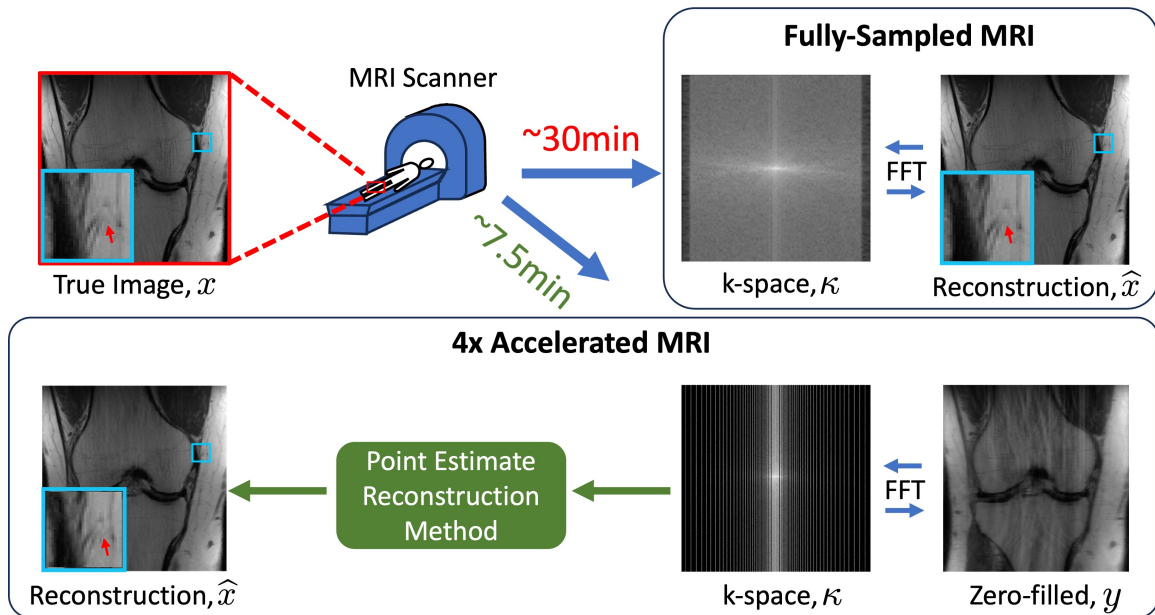 Fully-Sampled MRI
MRI Scanner
~30min
FFT
~7.5min
True Image, x
k-space, κ
Reconstruction, x̂
4x Accelerated MRI
Point Estimate
Reconstruction
Method
FFT
Reconstruction, x̂
k-space, κ
Zero-filled, y